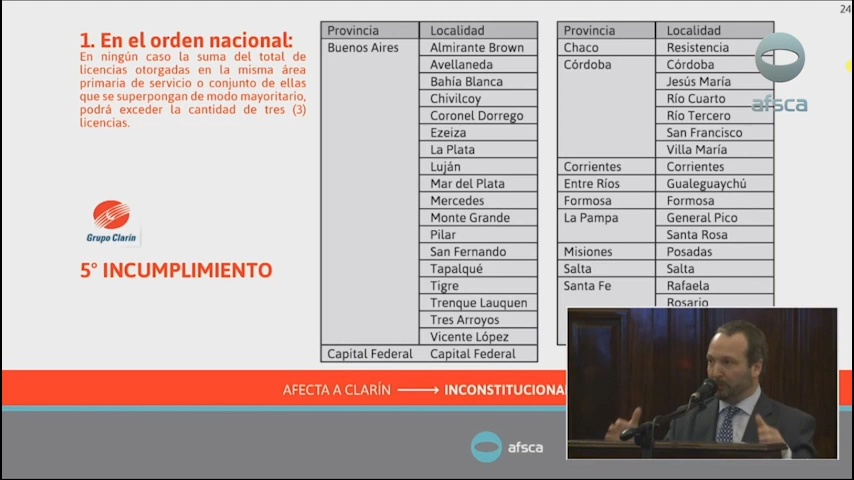 24
1. En el orden nacional:
En ningún caso la suma del total de
licencias otorgadas en la misma área
primaria de servicio o conjunto de ellas
que se superpongan de modo mayoritario,
podrá exceder la cantidad de tres (3)
licencias.
Grupo Clarín
5° INCUMPLIMIENTO
Provincia Localidad
Buenos Aires Almirante Brown
Avellaneda
Bahía Blanca
Chivilcoy
Coronel Dorrego
Ezeiza
La Plata
Luján
Mar del Plata
Mercedes
Monte Grande
Pilar
San Fernando
Tapalqué
Tigre
Trenque Lauquen
Tres Arroyos
Vicente López
Capital Federal Capital Federal
Provincia Localidad
Chaco Resistencia
Córdoba Córdoba
Jesús María
Río Cuarto
Río Tercero
San Francisco
Villa María
Corrientes Corrientes
Entre Ríos Gualeguaychú
Formosa Formosa
La Pampa General Pico
Santa Rosa
Misiones Posadas
Salta Salta
Santa Fe Rafaela
Rosario
afsca
AFECTA A CLARÍN INCONSTITUCIONA
afsca